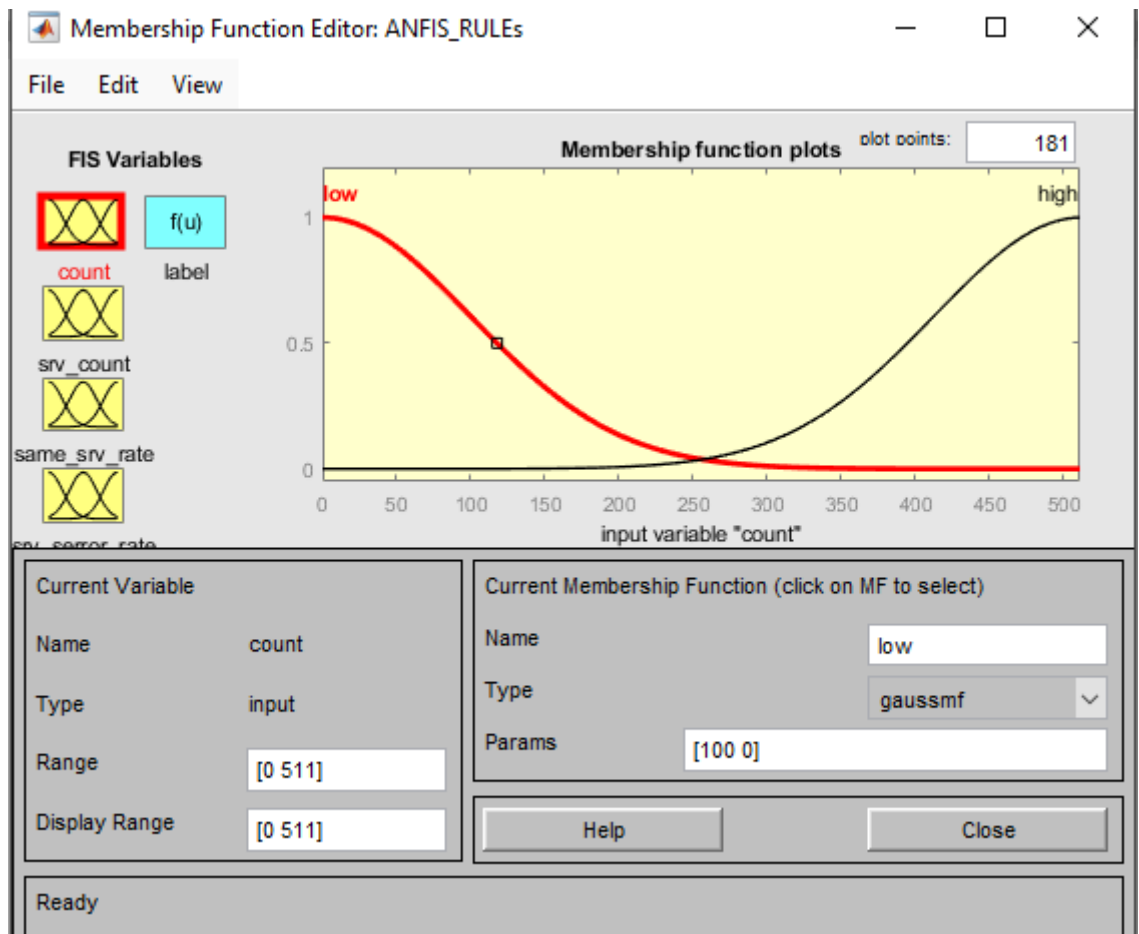 Membership Function Editor: ANFIS_RULEs
File Edit View
FIS Variables
f(u)
count label
srv_count
same_srv_rate
srv_serror_rate
Membership function plots plot points: 181
low high
1
0.5
0
0 50 100 150 200 250 300 350 400 450 500
input variable "count"
Current Variable
Name count
Type input
Range [0 511]
Display Range [0 511]
Current Membership Function (click on MF to select)
Name low
Type gaussmf
Params [100 0]
Help Close
Ready